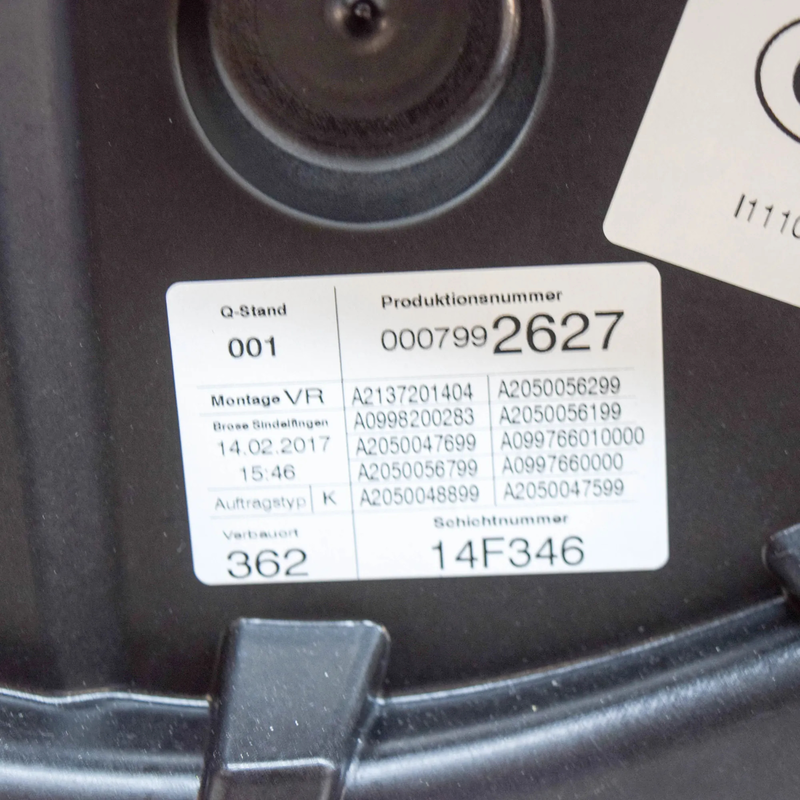 I1110
Q-Stand
001
Produktionsnummer
0007992627
Montage VR
Brose Sindelfingen
14.02.2017
15:46
Auftragstyp K
A2137201404 A2050056299
A0998200283 A2050056199
A2050047699 A099766010000
A2050056799 A0997660000
A2050048899 A2050047599
Verbauort
362
Schichtnummer
14F346